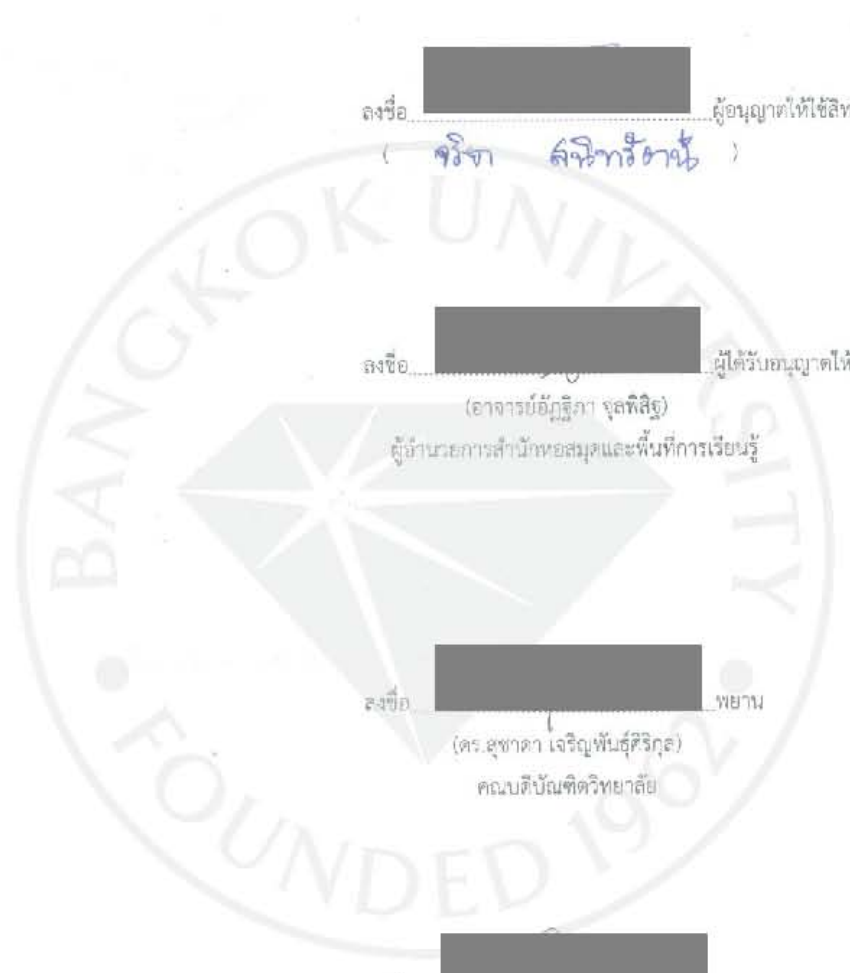 ลงชื่อ ผู้อนุญาตให้ใช้สิท
( จริยา )
ลงชื่อ ผู้ได้รับอนุญาตให้
(อาจารย์อัฏฐิภา จุลพิสิฐ)
ผู้อำนวยการสำนักหอสมุดและพื้นที่การเรียนรู้
ลงชื่อ พยาน
(ดร.สุชาดา เจริญพันธุ์ศิริกุล)
คณบดีบัณฑิตวิทยาลัย
BANGKOK UNIVERSITY
FOUNDED 1962